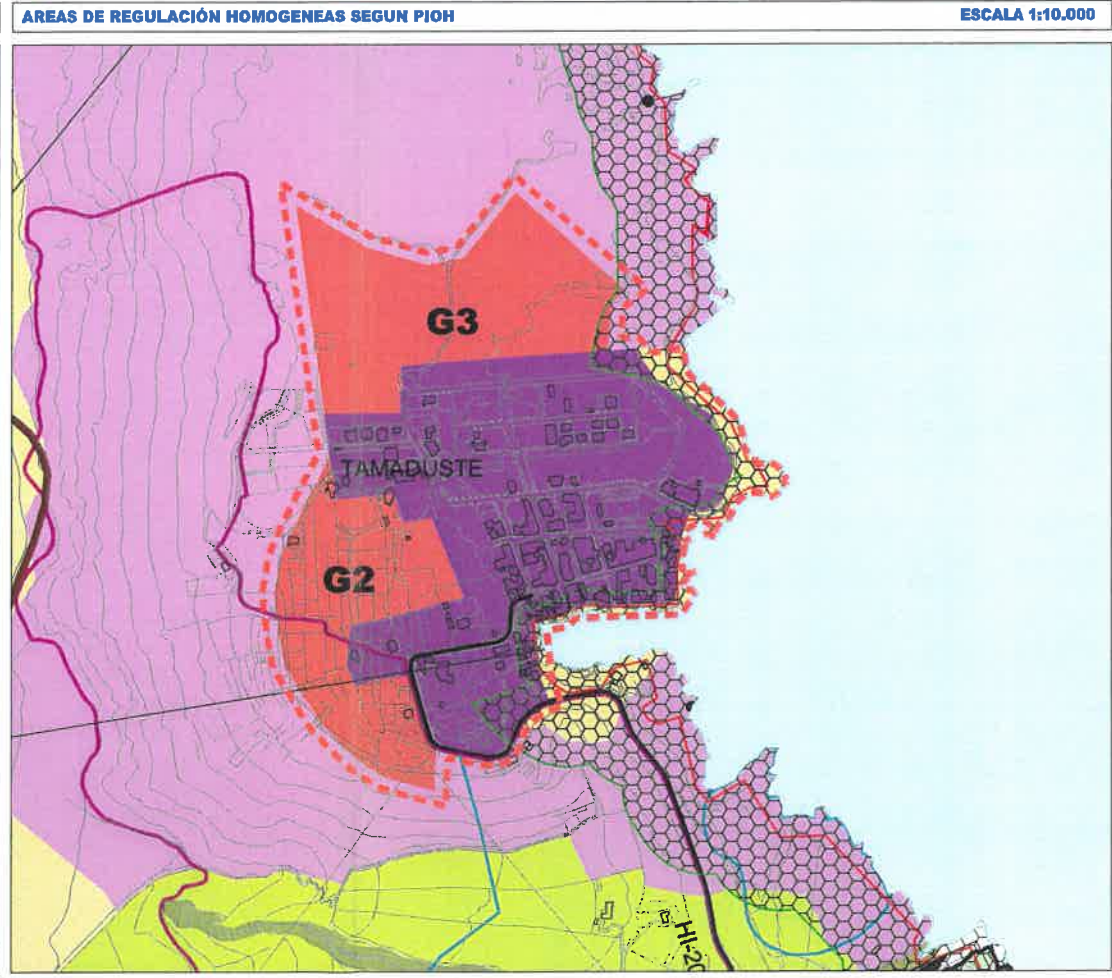 AREAS DE REGULACIÓN HOMOGENEAS SEGUN PIOH
ESCALA 1:10.000
G3
TAMADUSTE
G2